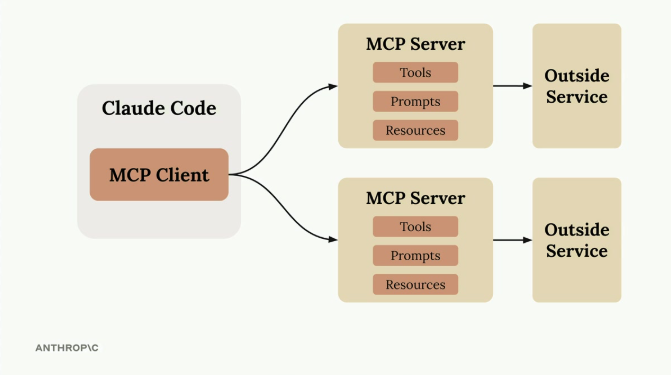 Claude Code
MCP Client
MCP Server
Tools
Prompts
Resources
Outside
Service
MCP Server
Tools
Prompts
Resources
Outside
Service
ANTHROP\C